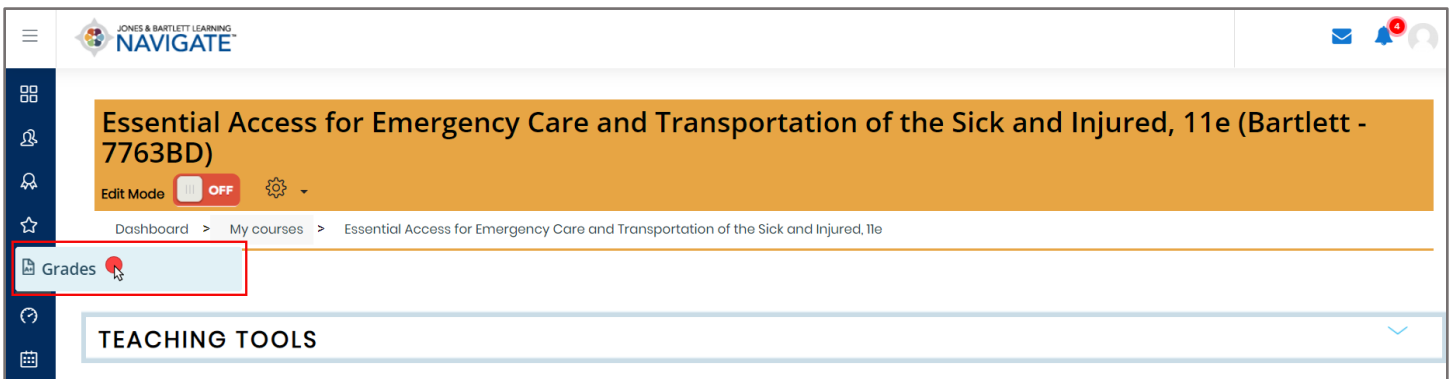 JONES & BARTLETT LEARNING
NAVIGATE™
4
Essential Access for Emergency Care and Transportation of the Sick and Injured, 11e (Bartlett -
7763BD)
Edit Mode OFF
Dashboard > My courses > Essential Access for Emergency Care and Transportation of the Sick and Injured, 11e
A+ Grades
TEACHING TOOLS